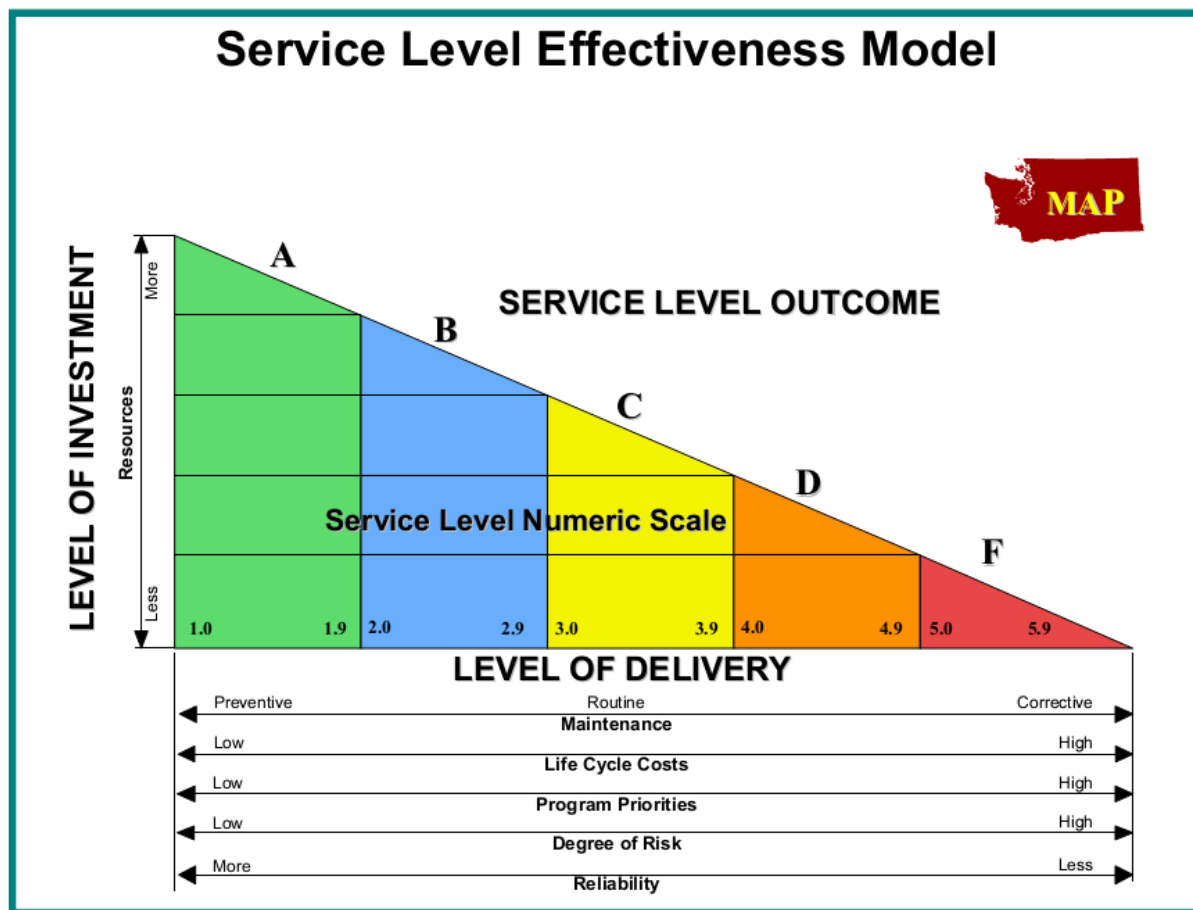 Service Level Effectiveness Model
MAP
SERVICE LEVEL OUTCOME
LEVEL OF INVESTMENT
More
Resources
Less
A
B
C
D
F
Service Level Numeric Scale
1.0 1.9 2.0 2.9 3.0 3.9 4.0 4.9 5.0 5.9
LEVEL OF DELIVERY
Preventive Routine Corrective
Maintenance
Low High
Life Cycle Costs
Low High
Program Priorities
Low High
Degree of Risk
More Less
Reliability